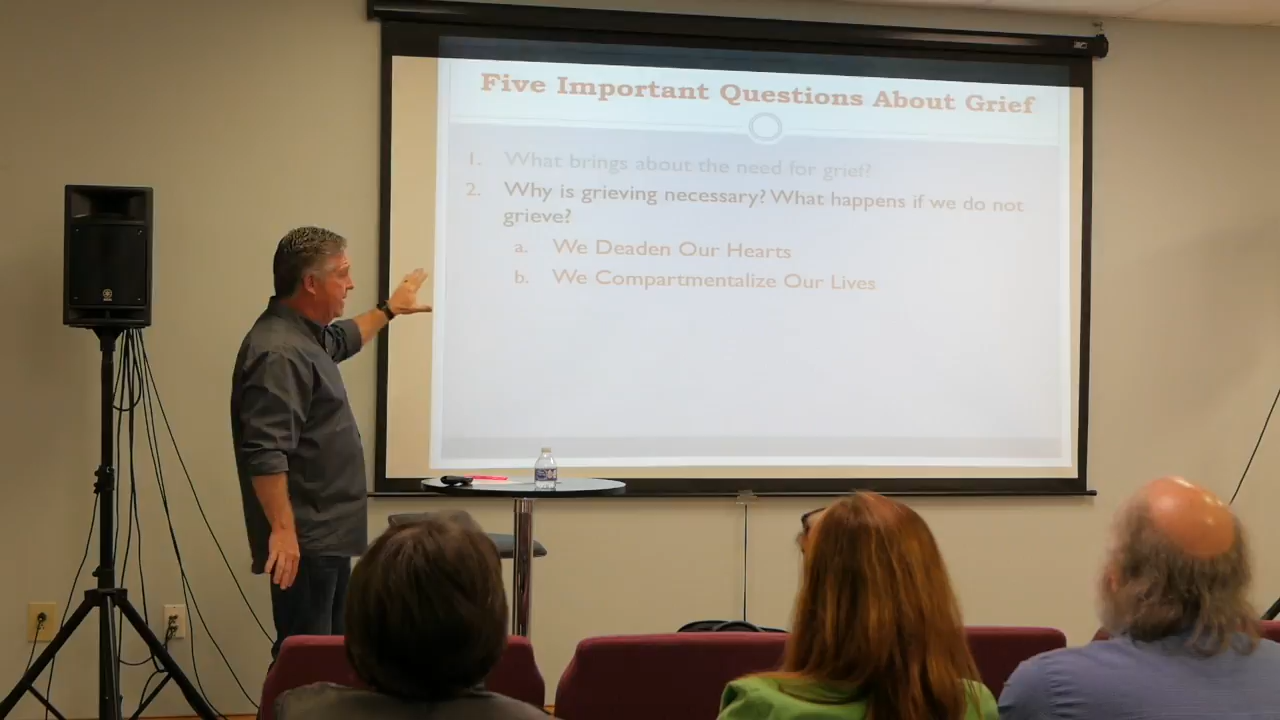 Five Important Questions About Grief
1. What brings about the need for grief?
2. Why is grieving necessary? What happens if we do not
grieve?
a. We Deaden Our Hearts
b. We Compartmentalize Our Lives